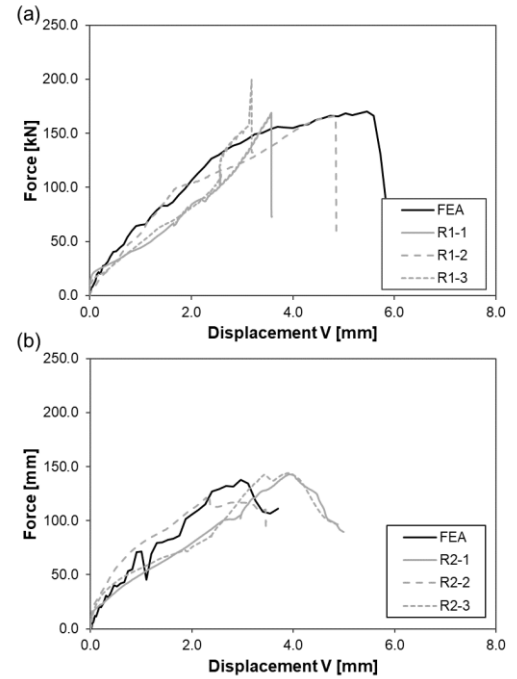 (a)
250.0
200.0
150.0
100.0
50.0
0.0
Force [kN]
0.0 2.0 4.0 6.0 8.0
Displacement V [mm]
FEA
R1-1
R1-2
R1-3
(b)
250.0
200.0
150.0
100.0
50.0
0.0
Force [mm]
0.0 2.0 4.0 6.0 8.0
Displacement V [mm]
FEA
R2-1
R2-2
R2-3